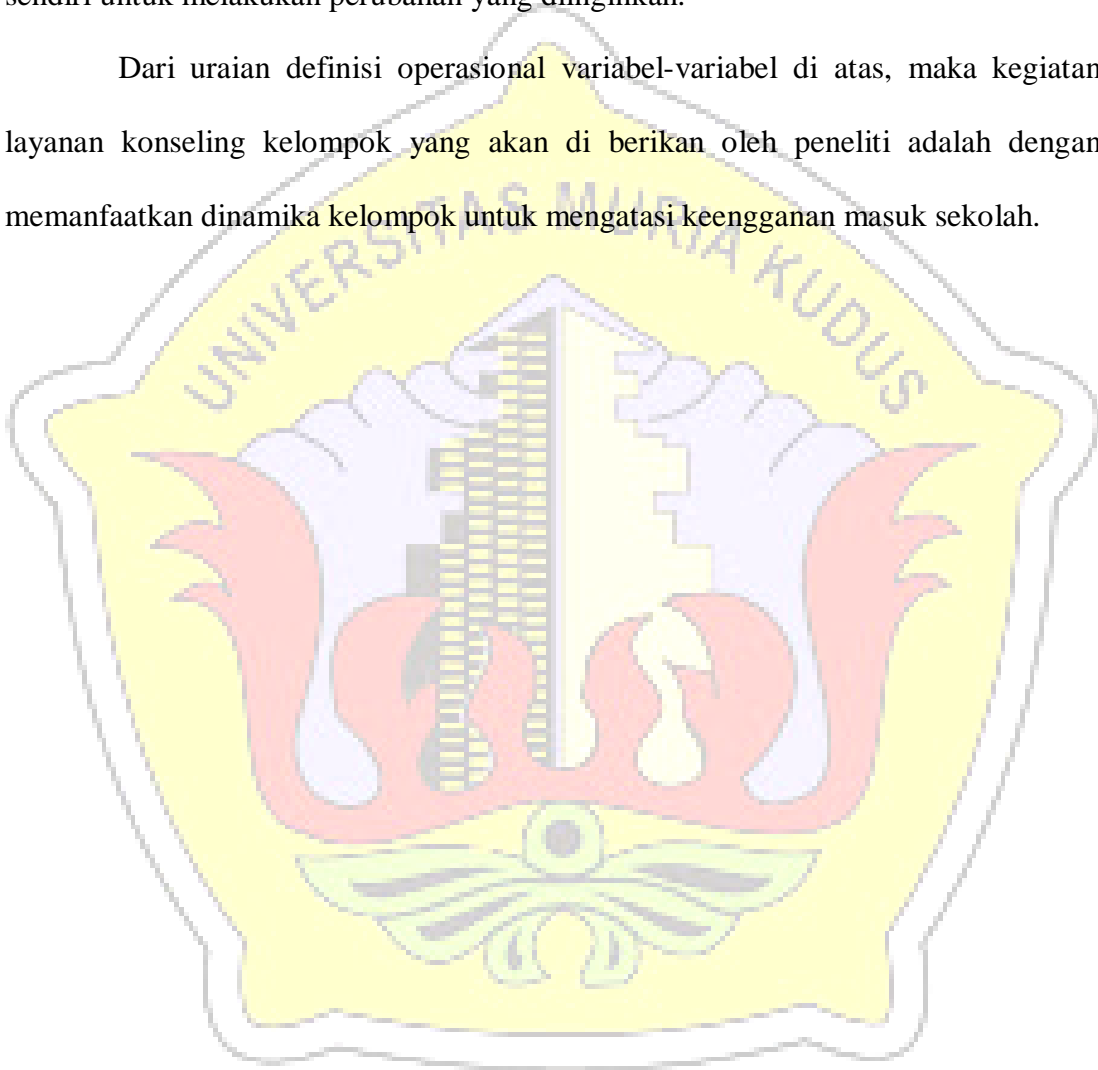 sendiri untuk melakukan perubahan yang diinginkan.
Dari uraian definisi operasional variabel-variabel di atas, maka kegiatan
layanan konseling kelompok yang akan di berikan oleh peneliti adalah dengan
memanfaatkan dinamika kelompok untuk mengatasi keengganan masuk sekolah.
UNIVERSITAS MURIA KUDUS